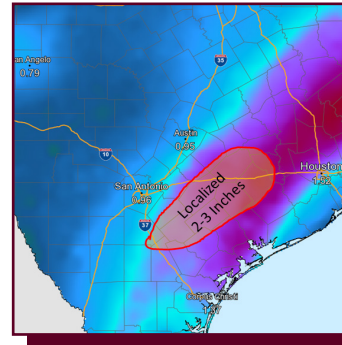 35
an Angelo
0.79
Austin
0.95
10
Houston
1.52
San Antonio
0.96
Localized
2-3 Inches
37
Corpus Christi